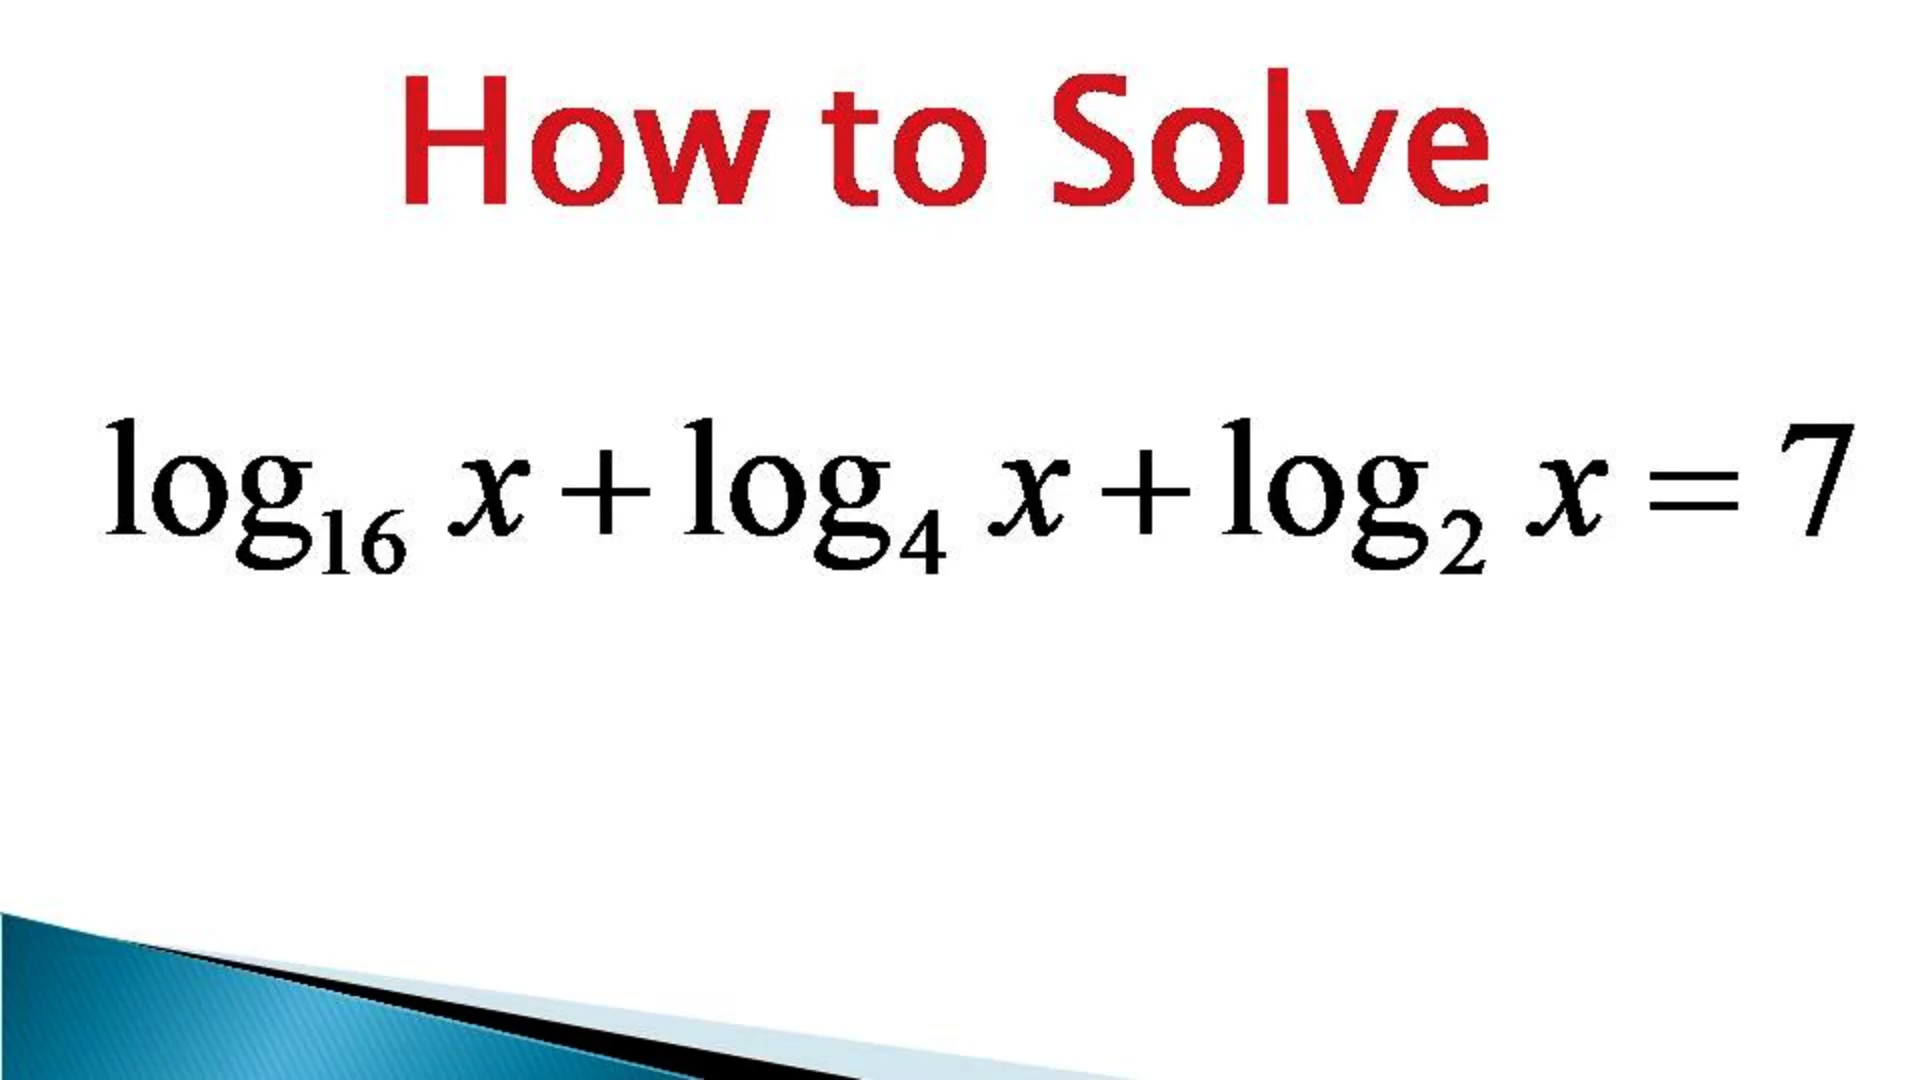 How to Solve
log₁₆ x + log₄ x + log₂ x = 7